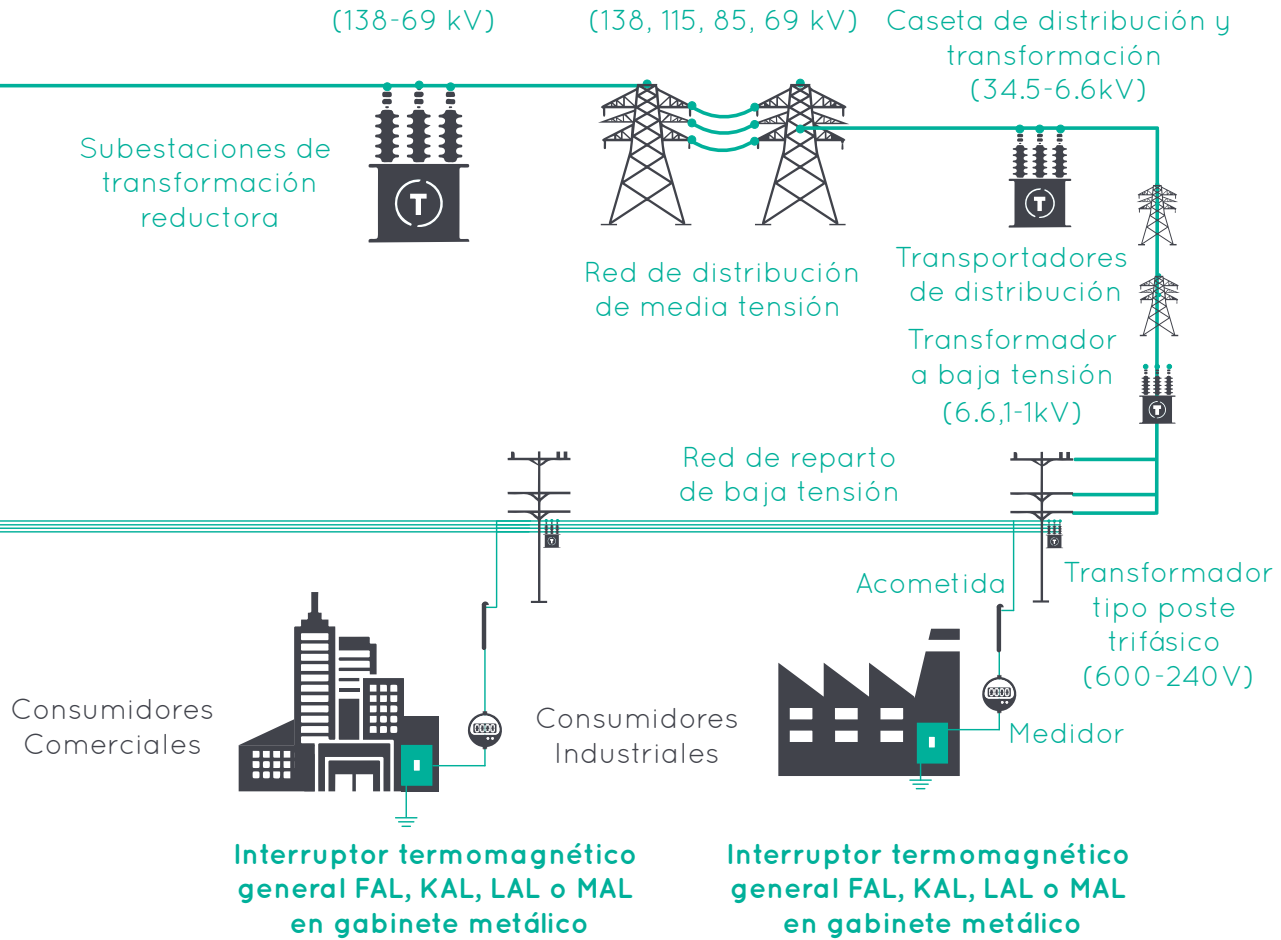 (138-69 kV)
(138, 115, 85, 69 kV)
Caseta de distribución y
transformación
(34.5-6.6kV)
Subestaciones de
transformación
reductora
T
T
Red de distribución
de media tensión
Transportadores
de distribución
Transformador
a baja tensión
(6.6,1-1kV)
T
Red de reparto
de baja tensión
T
T
Acometida
Transformador
tipo poste
trifásico
(600-240V)
0000
0000
Consumidores
Comerciales
Consumidores
Industriales
Medidor
Interruptor termomagnético
general FAL, KAL, LAL o MAL
en gabinete metálico
Interruptor termomagnético
general FAL, KAL, LAL o MAL
en gabinete metálico